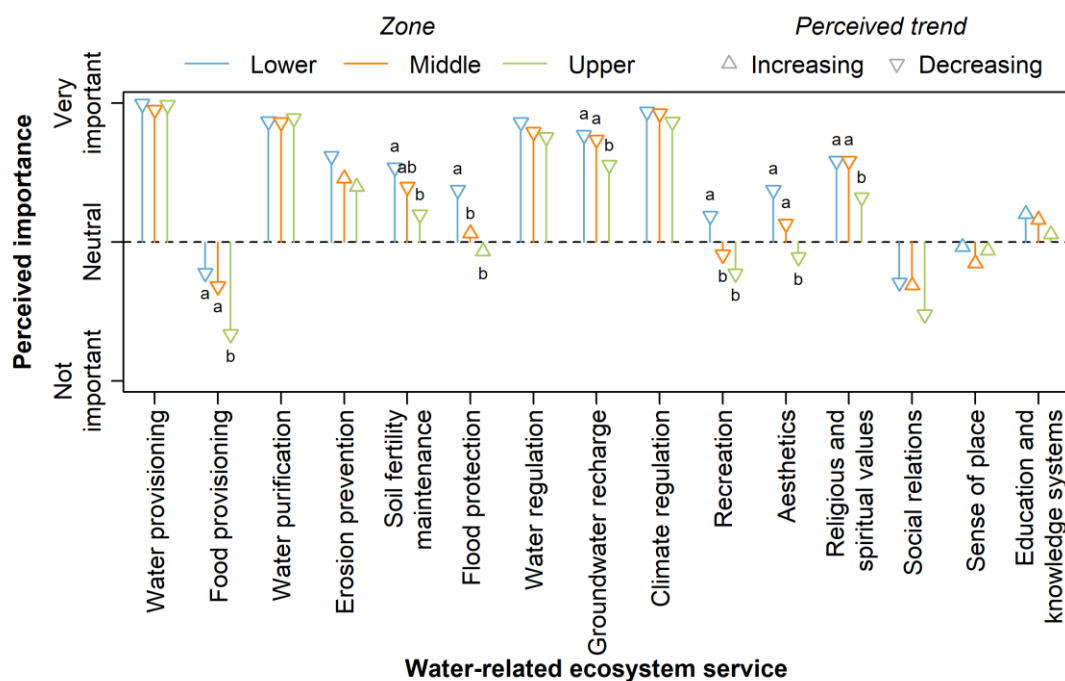 Zone
Perceived trend
Lower
Middle
Upper
Increasing
Decreasing
Perceived importance
Very
important
Neutral
Not
important
a
a
b
a
ab
b
a
b
b
a
a
b
a
b
b
a
a
b
a
a
b
Water provisioning
Food provisioning
Water purification
Erosion prevention
Soil fertility
maintenance
Flood protection
Water regulation
Groundwater recharge
Climate regulation
Recreation
Aesthetics
Religious and
spiritual values
Social relations
Sense of place
Education and
knowledge systems
Water-related ecosystem service